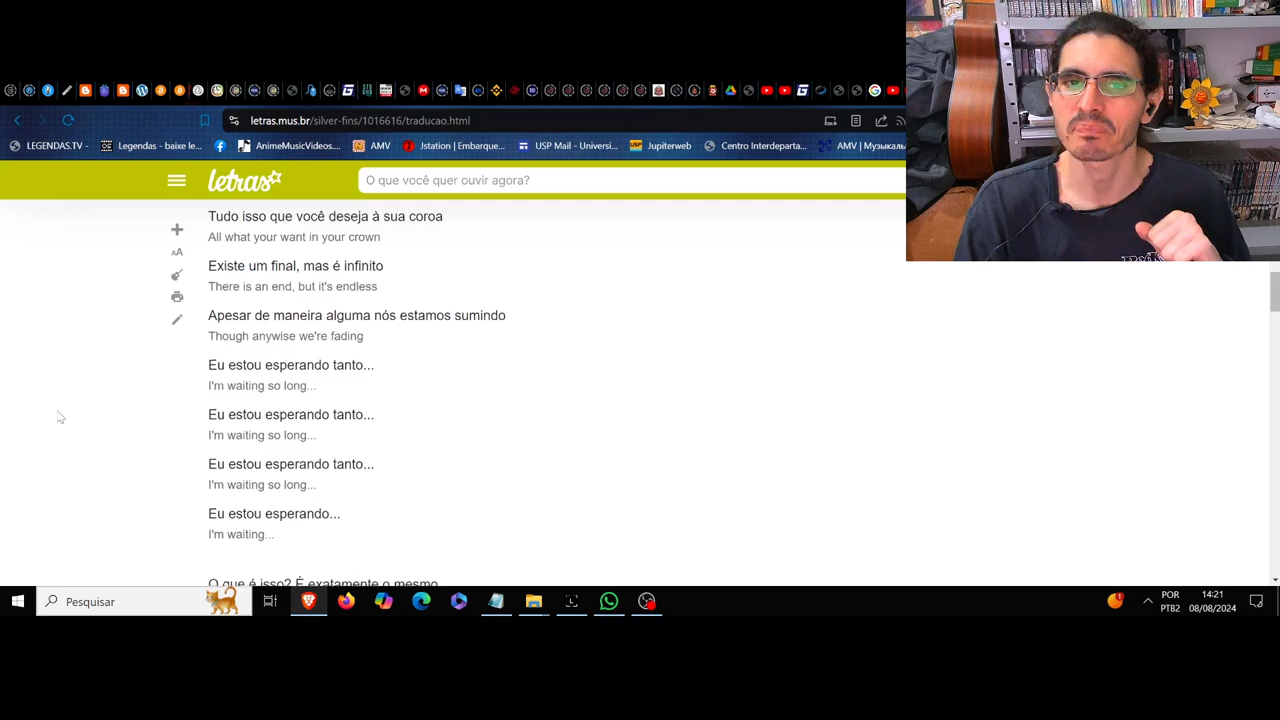 letras.mus.br/silver-fins/1016616/traducao.html
LEGENDAS.TV -
Legendas - baixe le...
AnimeMusicVideos....
AMV
Jstation | Embarque...
USP Mail - Universi...
Jupiterweb
Centro Interdeparta...
AMV | Музыкаль
letras
O que você quer ouvir agora?
Tudo isso que você deseja à sua coroa
All what your want in your crown
AA
Existe um final, mas é infinito
There is an end, but it's endless
Apesar de maneira alguma nós estamos sumindo
Though anywise we're fading
Eu estou esperando tanto...
I'm waiting so long...
Eu estou esperando tanto...
I'm waiting so long...
Eu estou esperando tanto...
I'm waiting so long...
Eu estou esperando...
I'm waiting...
O que é isso? É exatamente o mesmo
Pesquisar
POR
PTB2
14:21
08/08/2024